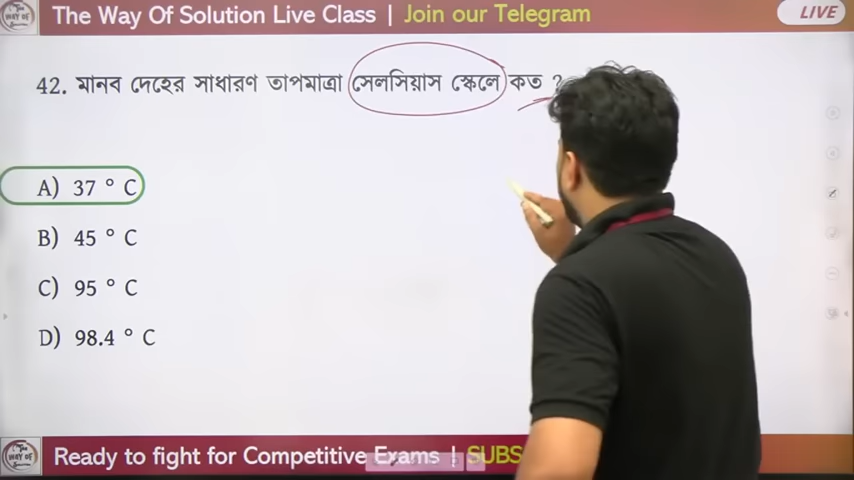 The Way Of Solution Live Class | Join our Telegram
LIVE
42. মানব দেহের সাধারণ তাপমাত্রা সেলসিয়াস স্কেলে কত ?
A) 37 ° C
B) 45 ° C
C) 95 ° C
D) 98.4 ° C
Ready to fight for Competitive Exams | SUBS